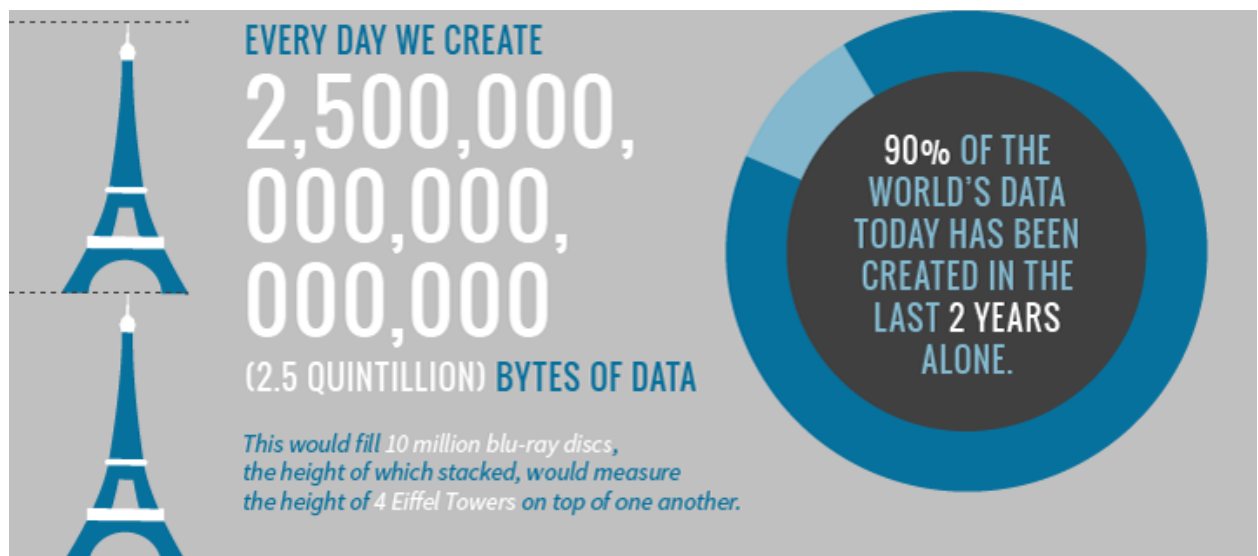 EVERY DAY WE CREATE
2,500,000,
000,000,
000,000
(2.5 QUINTILLION) BYTES OF DATA
This would fill 10 million blu-ray discs,
the height of which stacked, would measure
the height of 4 Eiffel Towers on top of one another.
90% OF THE
WORLD'S DATA
TODAY HAS BEEN
CREATED IN THE
LAST 2 YEARS
ALONE.